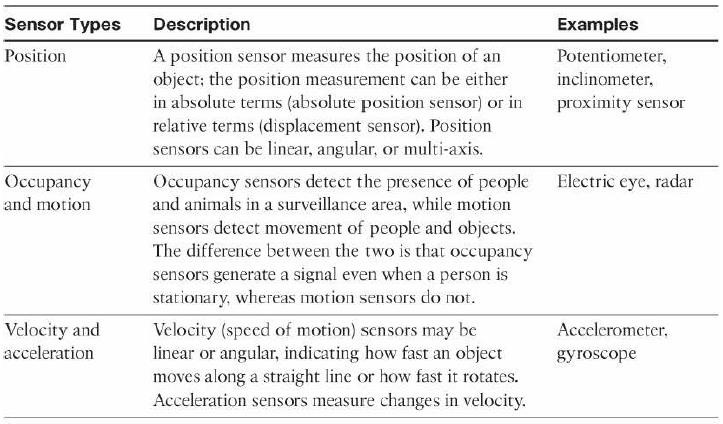 Sensor Types Description Examples
Position A position sensor measures the position of an Potentiometer,
object; the position measurement can be either inclinometer,
in absolute terms (absolute position sensor) or in proximity sensor
relative terms (displacement sensor). Position
sensors can be linear, angular, or multi-axis.
Occupancy Occupancy sensors detect the presence of people Electric eye, radar
and motion and animals in a surveillance area, while motion
sensors detect movement of people and objects.
The difference between the two is that occupancy
sensors generate a signal even when a person is
stationary, whereas motion sensors do not.
Velocity and Velocity (speed of motion) sensors may be Accelerometer,
acceleration linear or angular, indicating how fast an object gyroscope
moves along a straight line or how fast it rotates.
Acceleration sensors measure changes in velocity.